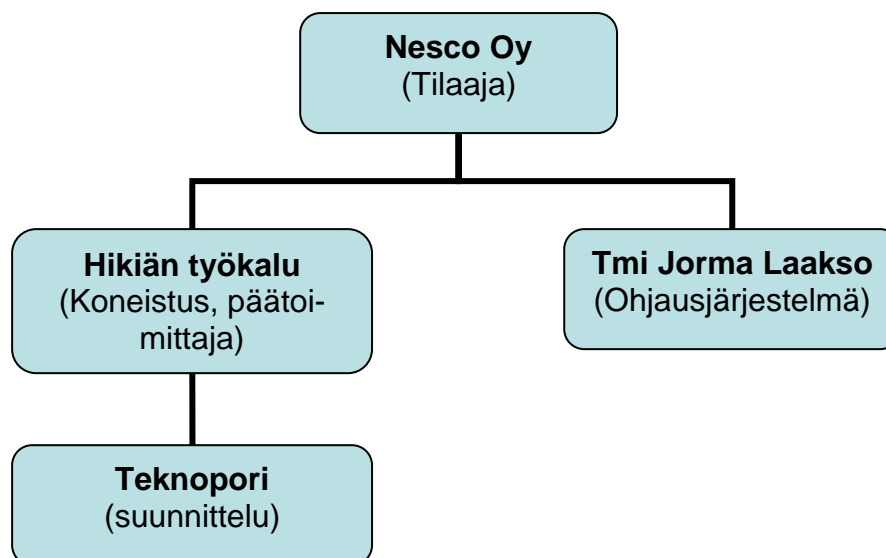 Nesco Oy
(Tilaaja)
Hikiän työkalu
(Koneistus, päätoi-
mittaja)
Tmi Jorma Laakso
(Ohjausjärjestelmä)
Teknopori
(suunnittelu)